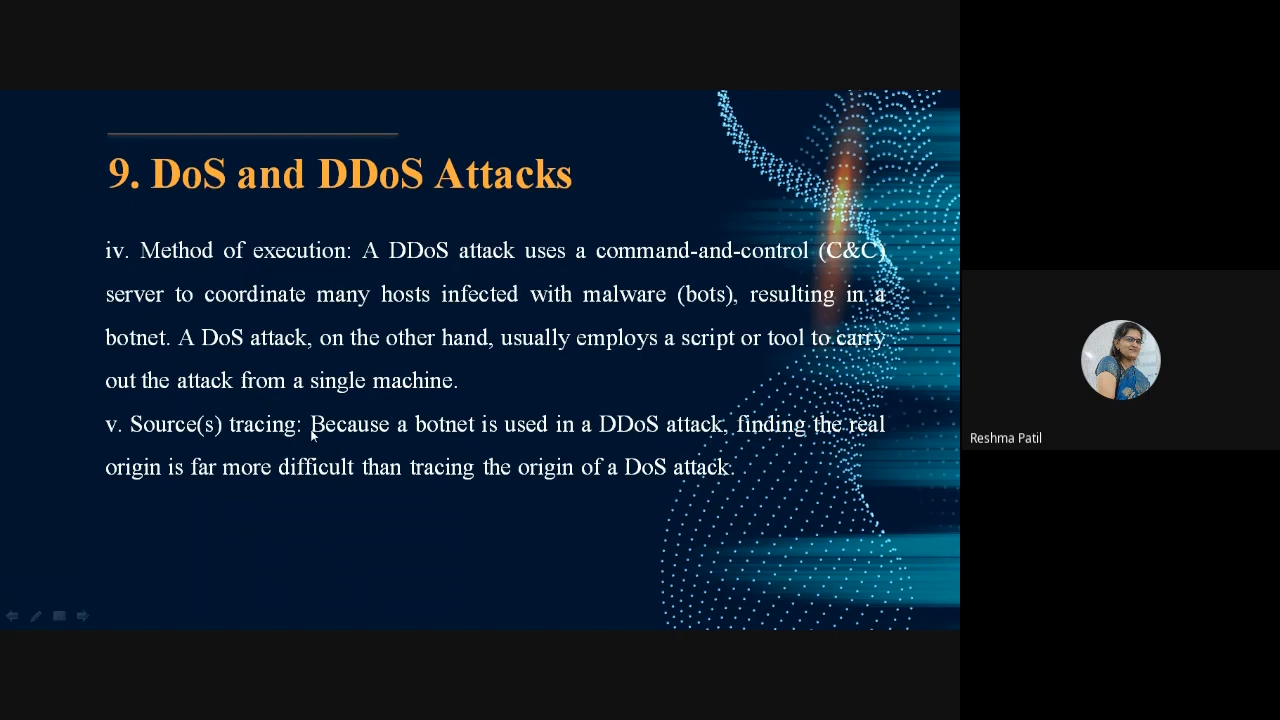 9. DoS and DDoS Attacks
iv. Method of execution: A DDoS attack uses a command-and-control (C&C)
server to coordinate many hosts infected with malware (bots), resulting in a
botnet. A DoS attack, on the other hand, usually employs a script or tool to carry
out the attack from a single machine.
v. Source(s) tracing: Because a botnet is used in a DDoS attack, finding the real
origin is far more difficult than tracing the origin of a DoS attack.
Reshma Patil